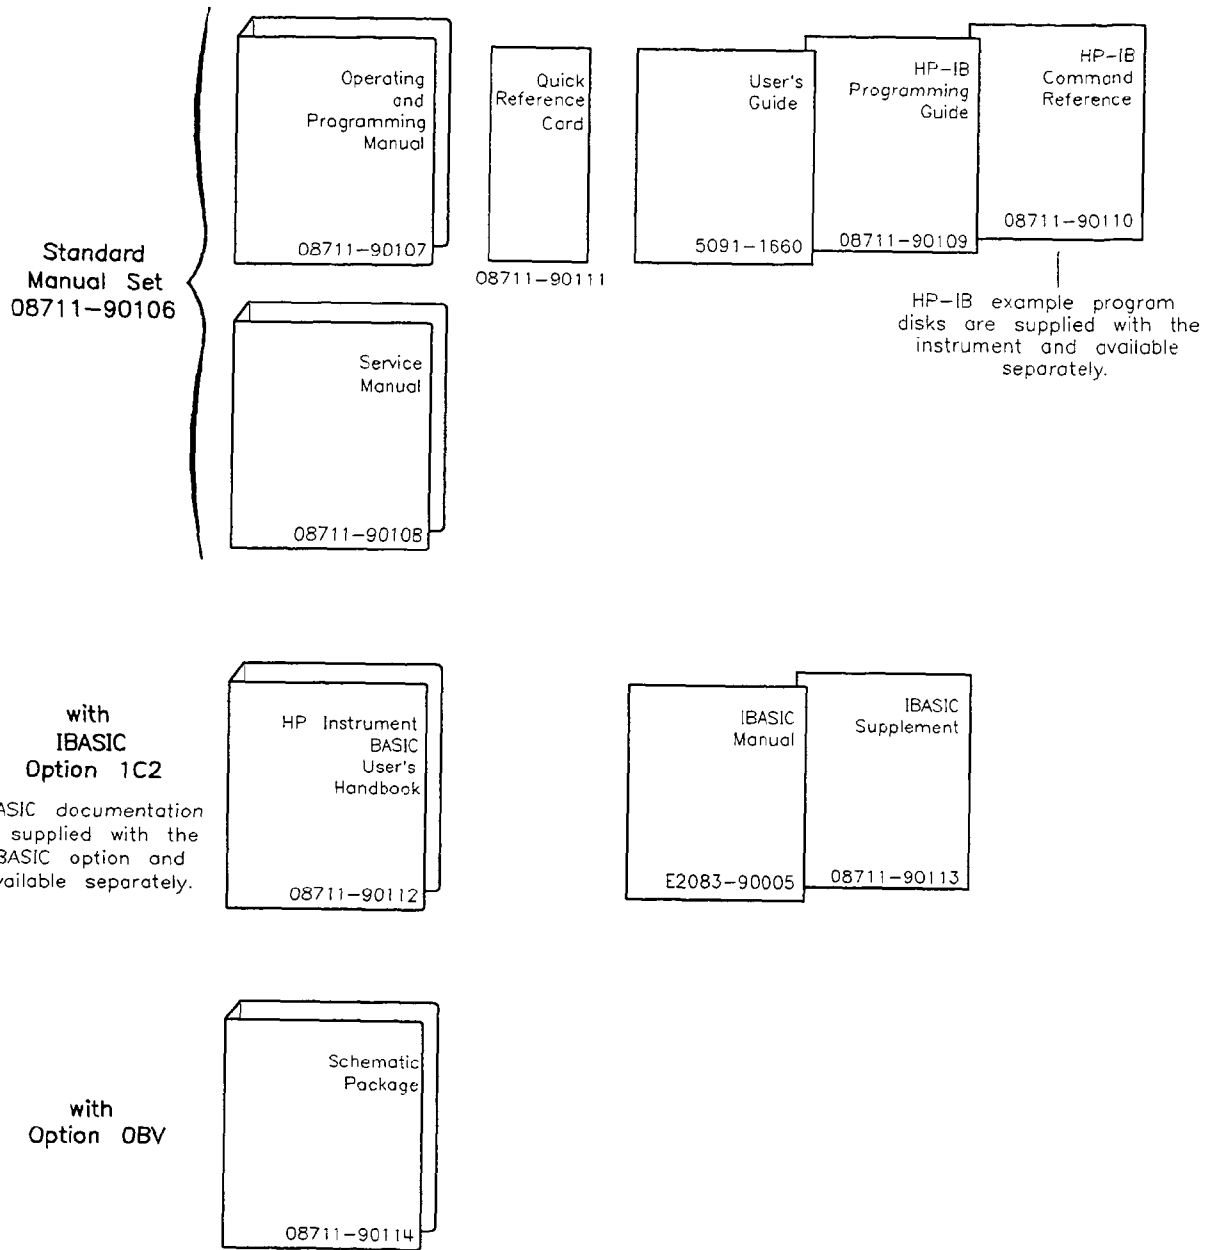 Operating
and
Programming
Manual
08711-90107
Quick
Reference
Card
08711-90111
User's
Guide
5091-1660
HP-IB
Programming
Guide
08711-90109
HP-IB
Command
Reference
08711-90110
HP-IB example program
disks are supplied with the
instrument and available
separately.
Standard
Manual Set
08711-90106
Service
Manual
08711-90108
with
IBASIC
Option 1C2
documentation
supplied with the
option and
separately.
HP Instrument
BASIC
User's
Handbook
08711-90112
IBASIC
Manual
E2083-90005
IBASIC
Supplement
08711-90113
with
Option 0BV
Schematic
Package
08711-90114